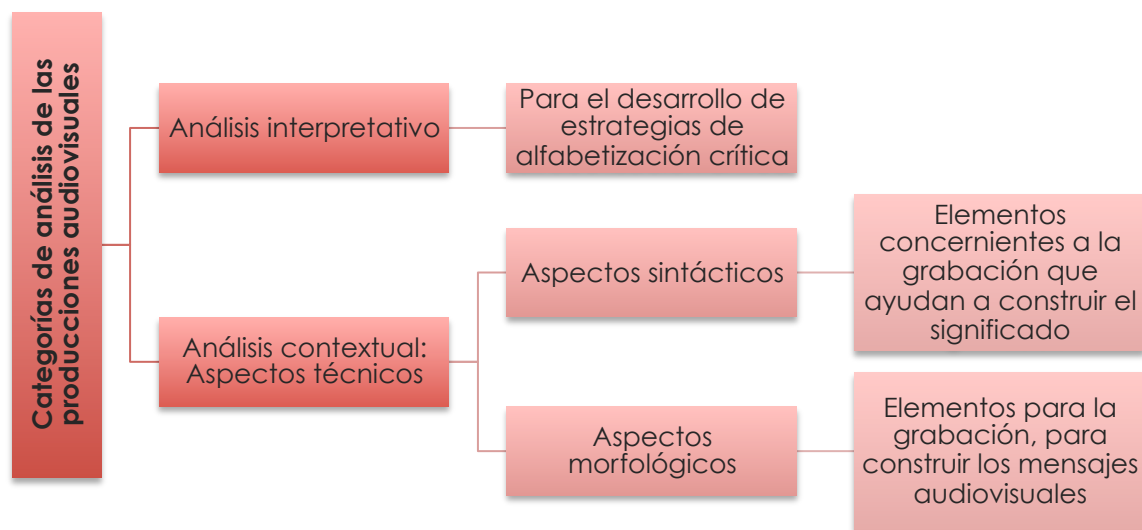 Categorías de análisis de las
producciones audiovisuales
Análisis interpretativo
Para el desarrollo de
estrategias de
alfabetización crítica
Análisis contextual:
Aspectos técnicos
Aspectos sintácticos
Elementos
concernientes a la
grabación que
ayudan a construir el
significado
Aspectos
morfológicos
Elementos para la
grabación, para
construir los mensajes
audiovisuales